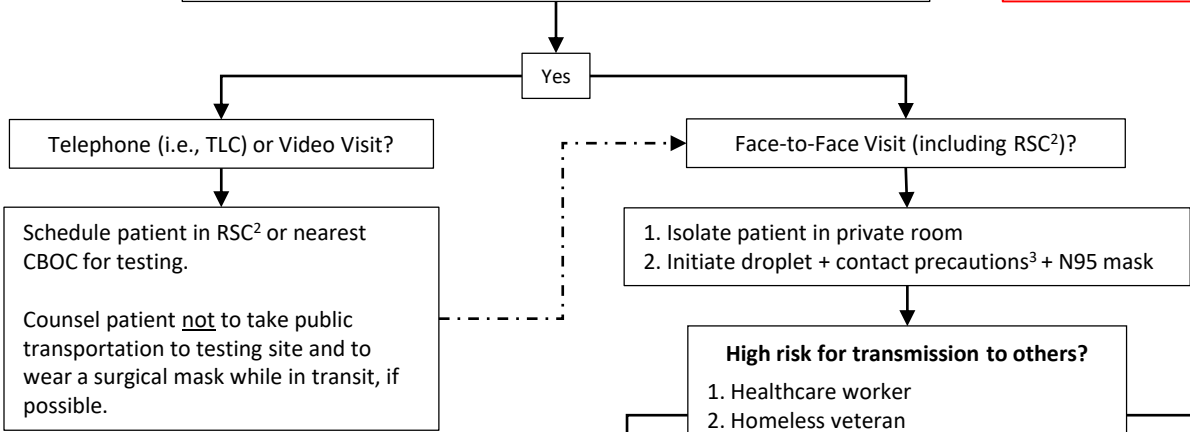 Yes
Telephone (i.e., TLC) or Video Visit?
Face-to-Face Visit (including RSC²)?
Schedule patient in RSC² or nearest
CBOC for testing.
Counsel patient not to take public
transportation to testing site and to
wear a surgical mask while in transit, if
possible.
1. Isolate patient in private room
2. Initiate droplet + contact precautions³ + N95 mask
High risk for transmission to others?
1. Healthcare worker
2. Homeless veteran